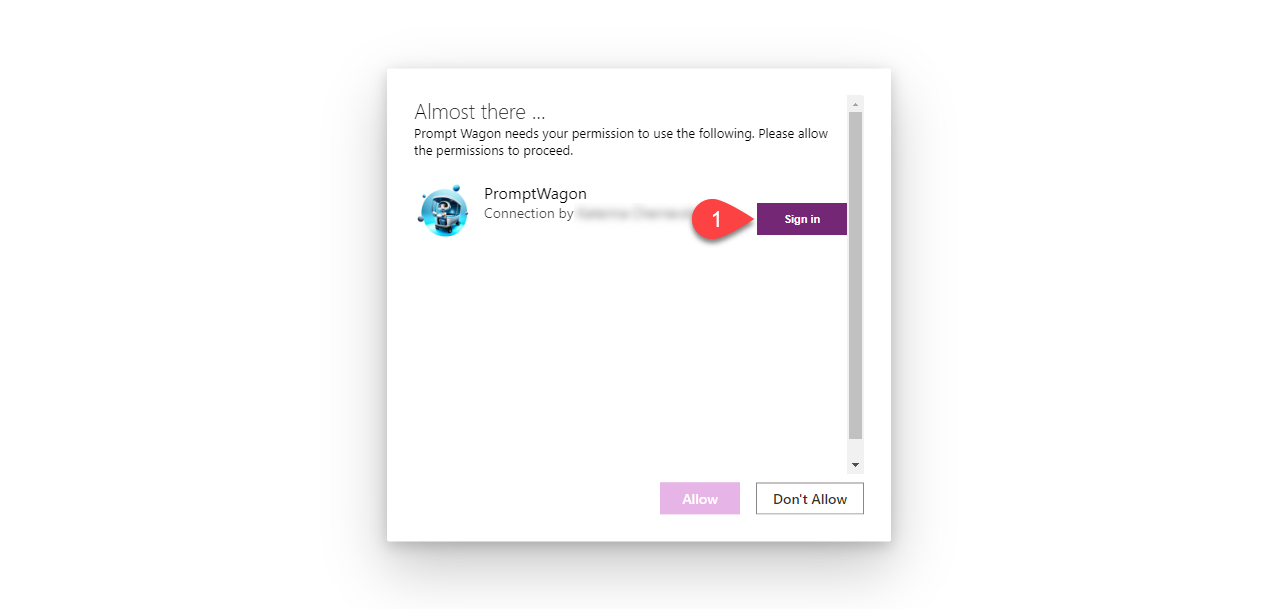 Almost there ...
Prompt Wagon needs your permission to use the following. Please allow
the permissions to proceed.
PromptWagon
Connection by
1
Sign in
Allow
Don't Allow